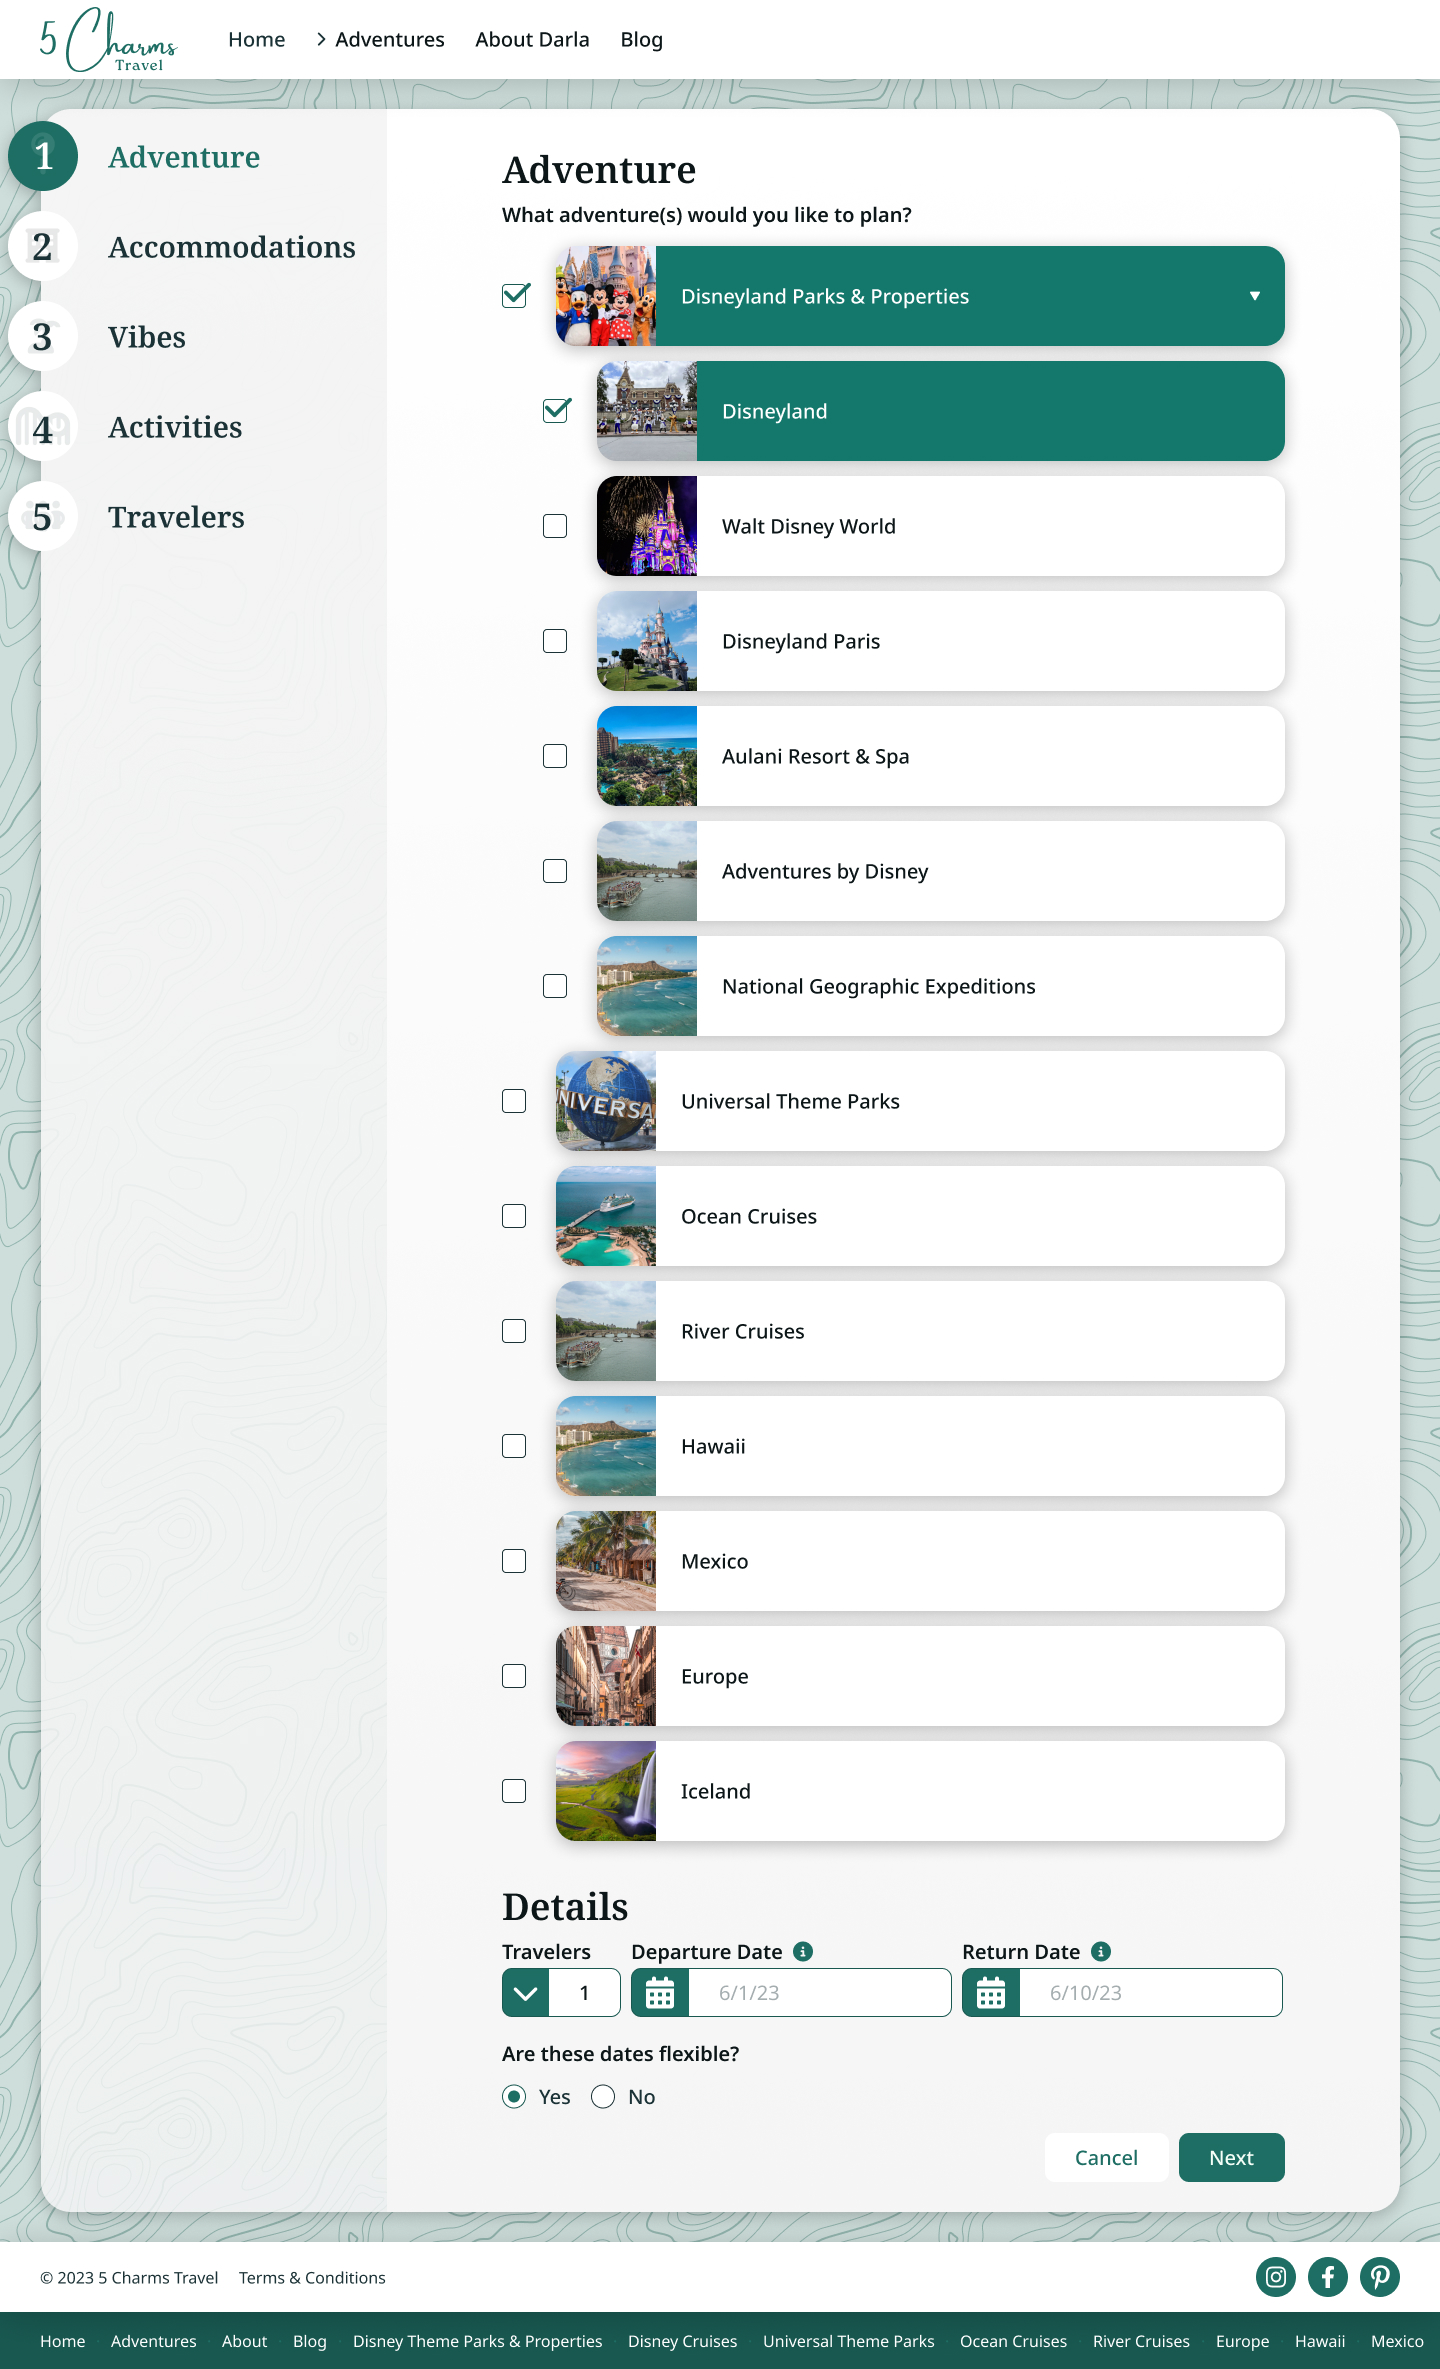 5 Charms
Travel
Home
Adventures
About Darla
Blog
1 Adventure
2 Accommodations
3 Vibes
4 Activities
5 Travelers
Adventure
What adventure(s) would you like to plan?
Disneyland Parks & Properties
Disneyland
Walt Disney World
Disneyland Paris
Aulani Resort & Spa
Adventures by Disney
National Geographic Expeditions
NIVERSA
Universal Theme Parks
Ocean Cruises
River Cruises
Hawaii
Mexico
Europe
Iceland
Details
Travelers Departure Date Return Date
1 6/1/23 6/10/23
Are these dates flexible?
Yes No
Cancel Next
© 2023 5 Charms Travel Terms & Conditions
Home Adventures About Blog Disney Theme Parks & Properties Disney Cruises Universal Theme Parks Ocean Cruises River Cruises Europe Hawaii Mexico